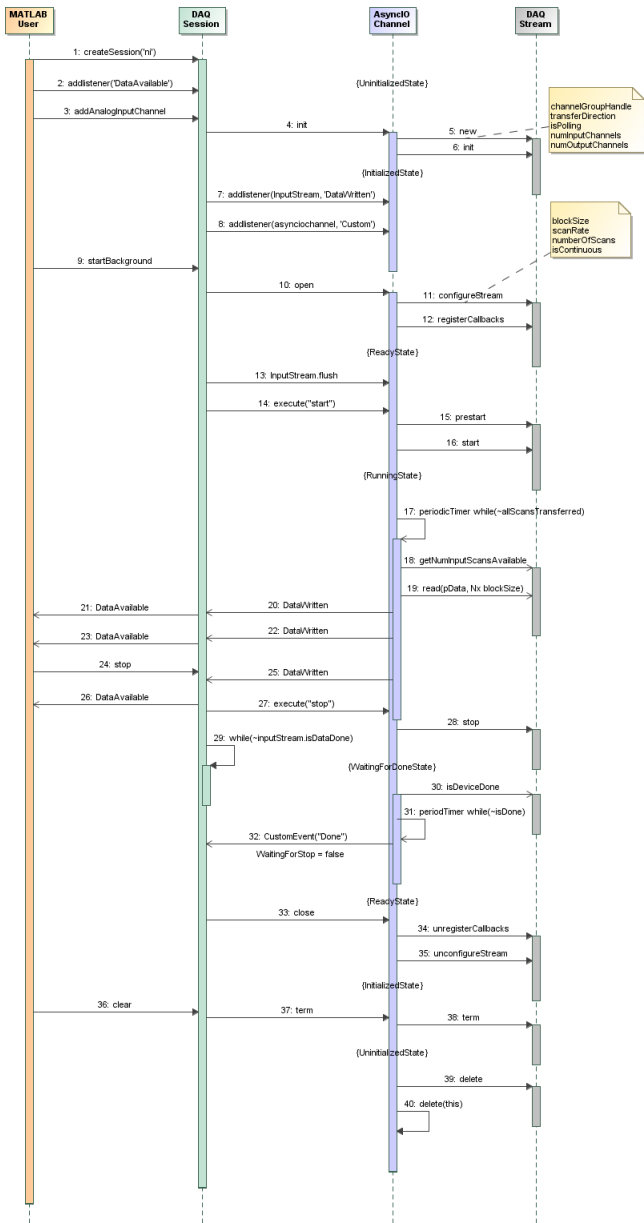 MATLAB
User
DAQ
Session
AsyncIO
Channel
DAQ
Stream
1: createSession('ni')
2: addlistener('DataAvailable')
{UninitializedState}
3: addAnalogInputChannel
channelGroupHandle
transferDirection
isPolling
numInputChannels
numOutputChannels
4: init
5: new
6: init
{InitializedState}
7: addlistener(InputStream, 'DataWritten')
8: addlistener(asynciochannel, 'Custom')
blockSize
scanRate
numberOfScans
isContinuous
9: startBackground
10: open
11: configureStream
12: registerCallbacks
{ReadyState}
13: InputStream.flush
14: execute("start")
15: prestart
16: start
{RunningState}
17: periodicTimer while(~allScansTransferred)
18: getNumInputScansAvailable
19: read(pData, Nx blockSize)
20: DataWritten
21: DataAvailable
22: DataWritten
23: DataAvailable
24: stop
25: DataWritten
26: DataAvailable
27: execute("stop")
28: stop
29: while(~inputStream.isDataDone)
{WaitingForDoneState}
30: isDeviceDone
31: periodTimer while(~isDone)
32: CustomEvent("Done")
WaitingForStop = false
{ReadyState}
33: close
34: unregisterCallbacks
35: unconfigureStream
{InitializedState}
36: clear
37: term
38: term
{UninitializedState}
39: delete
40: delete(this)